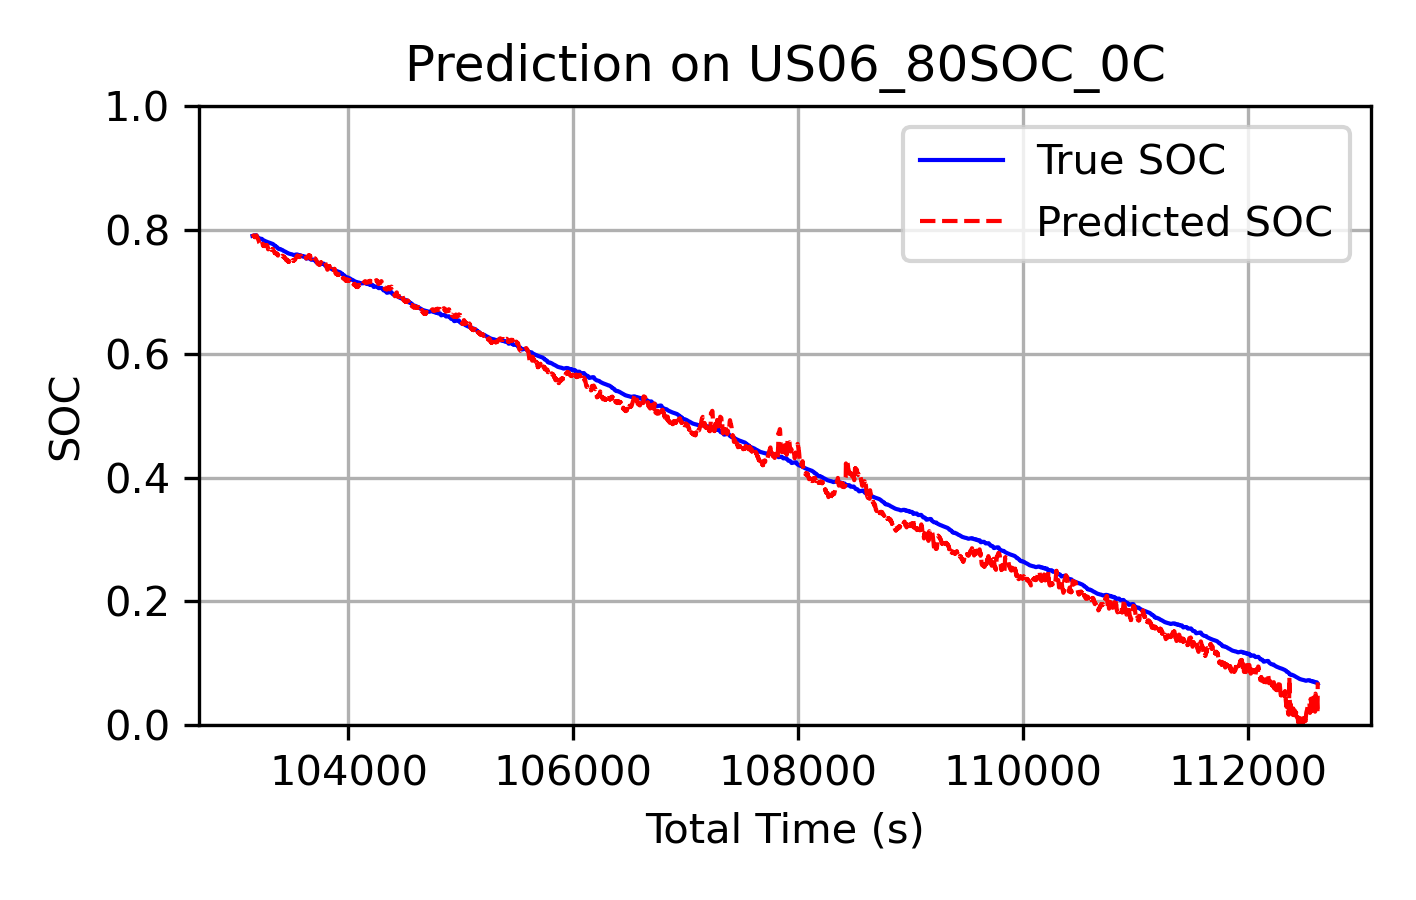 Prediction on US06_80SOC_0C
1.0
0.8
0.6
0.4
0.2
0.0
SOC
True SOC
Predicted SOC
104000 106000 108000 110000 112000
Total Time (s)